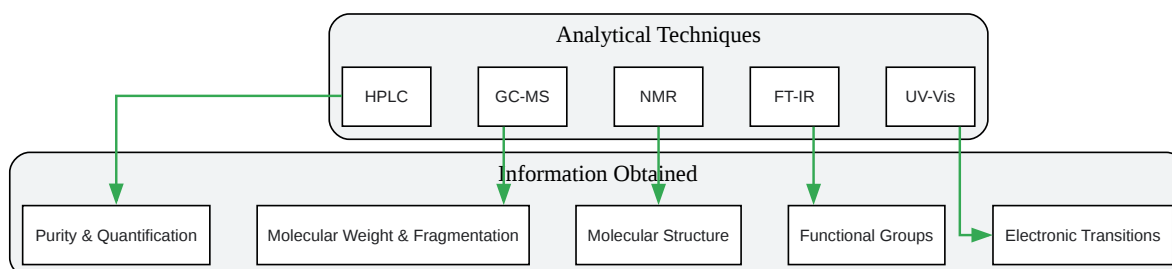 Analytical Techniques
HPLC
GC-MS
NMR
FT-IR
UV-Vis
Information Obtained
Purity & Quantification
Molecular Weight & Fragmentation
Molecular Structure
Functional Groups
Electronic Transitions